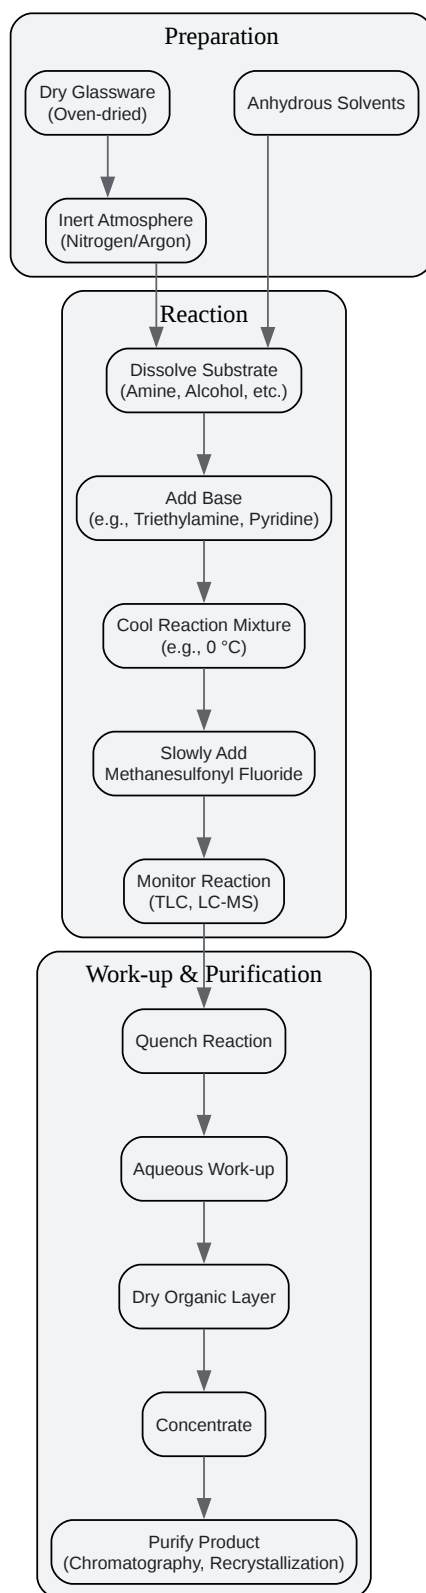 Preparation
Dry Glassware
(Oven-dried)
Anhydrous Solvents
Inert Atmosphere
(Nitrogen/Argon)
Reaction
Dissolve Substrate
(Amine, Alcohol, etc.)
Add Base
(e.g., Triethylamine, Pyridine)
Cool Reaction Mixture
(e.g., 0 °C)
Slowly Add
Methanesulfonyl Fluoride
Monitor Reaction
(TLC, LC-MS)
Work-up & Purification
Quench Reaction
Aqueous Work-up
Dry Organic Layer
Concentrate
Purify Product
(Chromatography, Recrystallization)